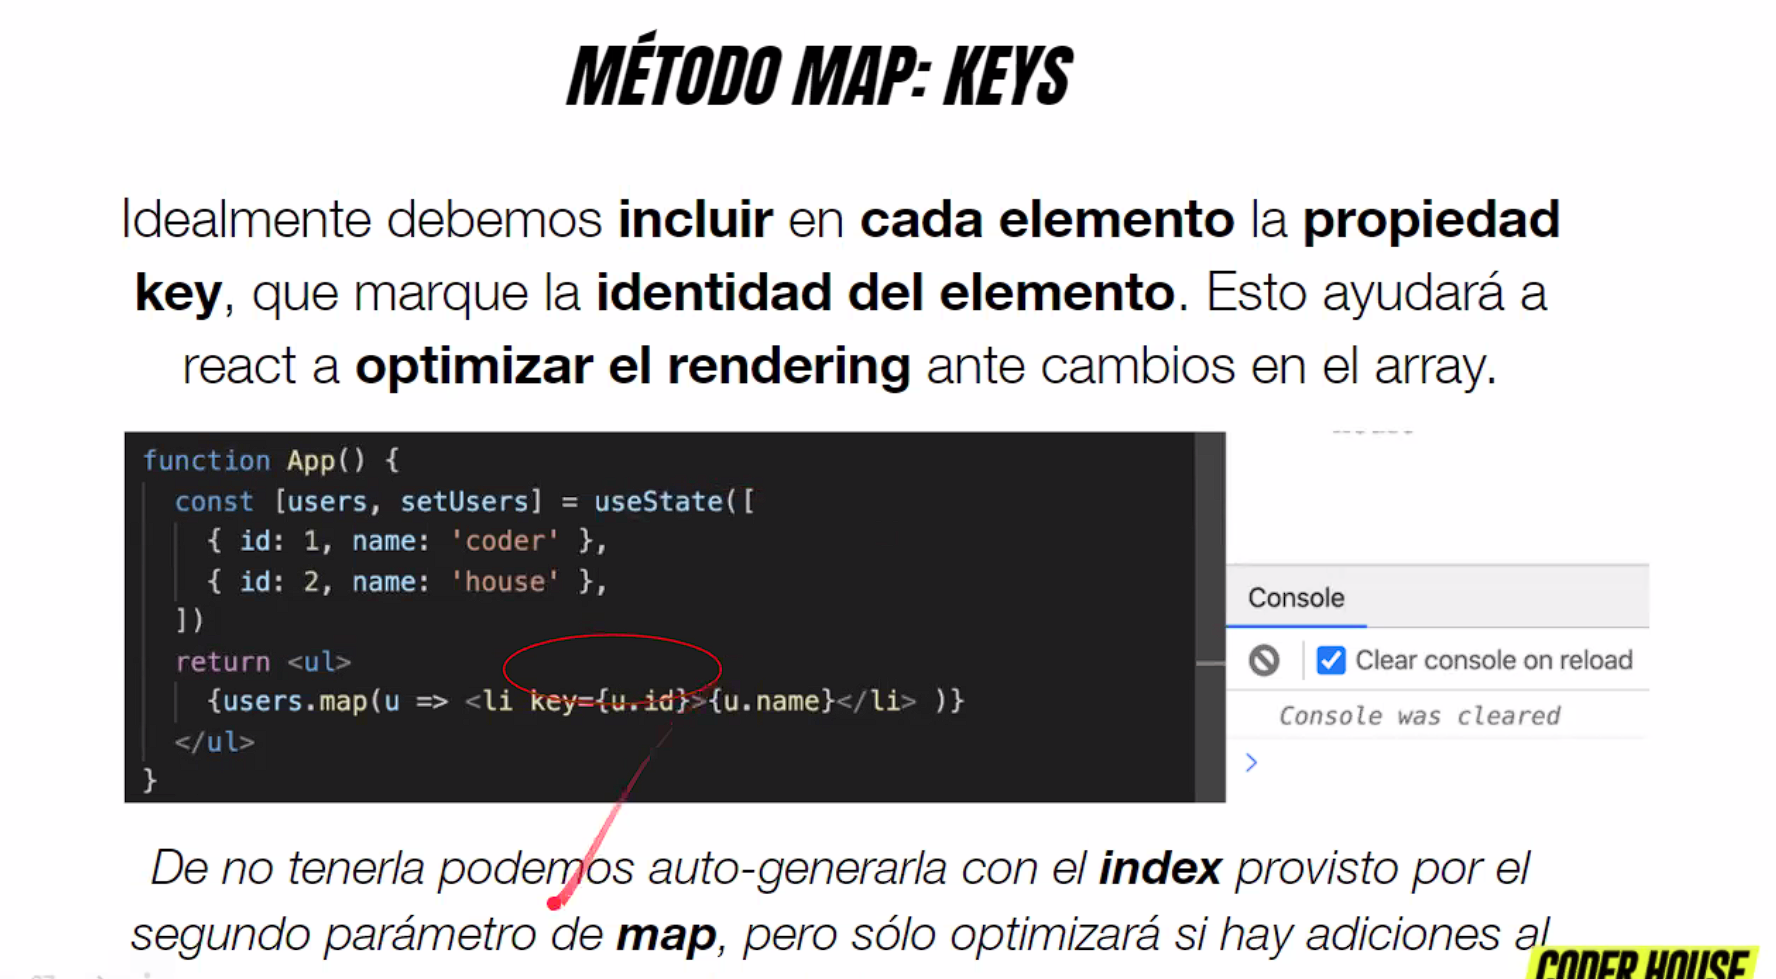 MÉTODO MAP: KEYS
Idealmente debemos incluir en cada elemento la propiedad
key, que marque la identidad del elemento. Esto ayudará a
react a optimizar el rendering ante cambios en el array.
function App() {
const [users, setUsers] = useState([
{ id: 1, name: 'coder' },
{ id: 2, name: 'house' },
])
return <ul>
{users.map(u => <li key={u.id}>{u.name}</li> )}
</ul>
}
Console
Clear console on reload
Console was cleared
>
De no tenerla podemos auto-generarla con el index provisto por el
segundo parámetro de map, pero sólo optimizará si hay adiciones al
CODER HOUSE